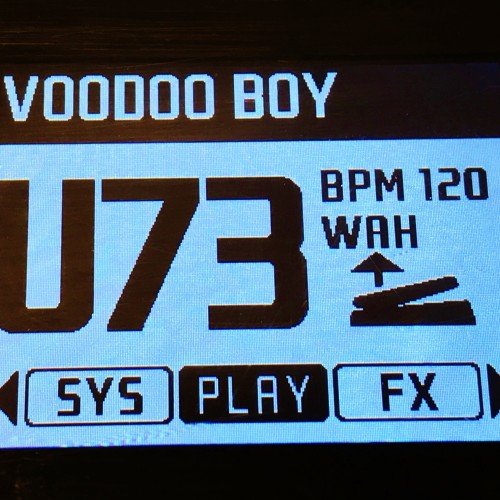 VOODOO BOY
U73
BPM 120
WAH
SYS PLAY FX